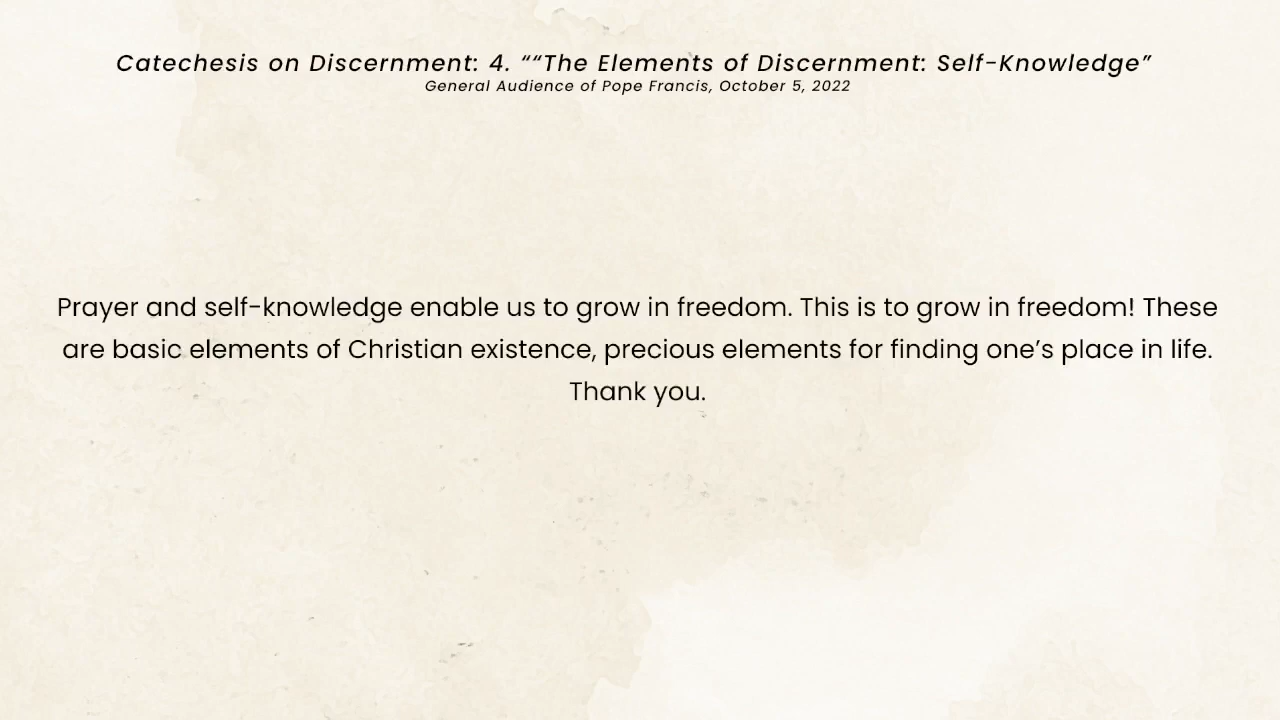 Catechesis on Discernment: 4. ““The Elements of Discernment: Self-Knowledge”
General Audience of Pope Francis, October 5, 2022
Prayer and self-knowledge enable us to grow in freedom. This is to grow in freedom! These
are basic elements of Christian existence, precious elements for finding one’s place in life.
Thank you.